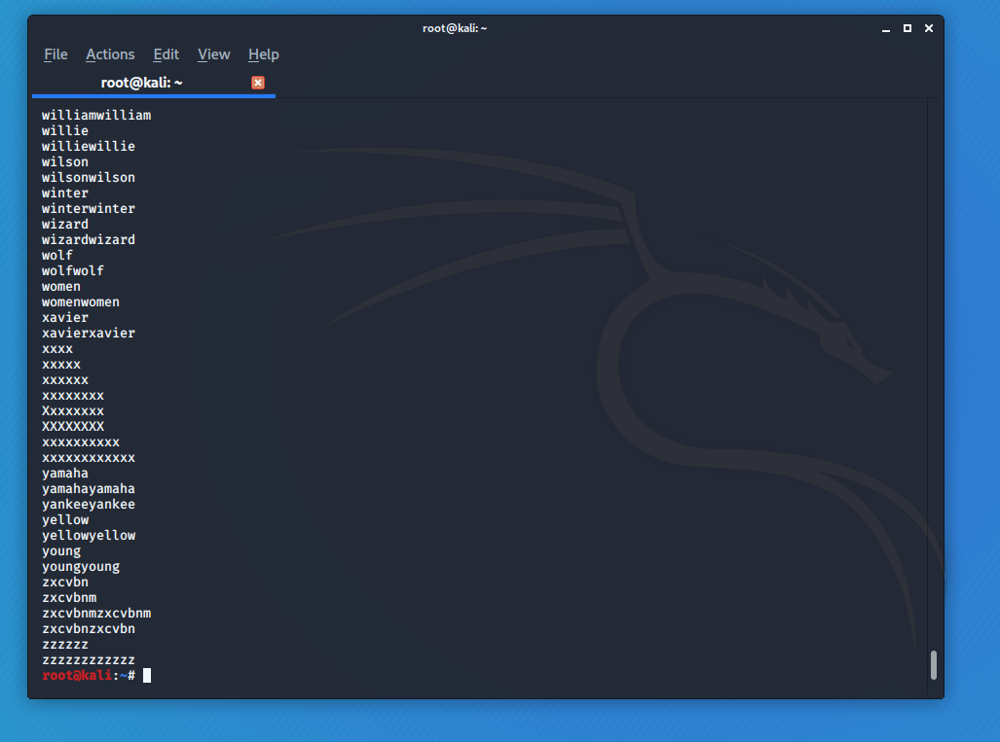 root@kali: ~
File Actions Edit View Help
root@kali: ~
williamwilliam
willie
williewillie
wilson
wilsonwilson
winter
winterwinter
wizard
wizardwizard
wolf
wolfwolf
women
womenwomen
xavier
xavierxavier
xxxx
xxxxx
xxxxxx
xxxxxxxx
Xxxxxxxx
XXXXXXXX
xxxxxxxxxx
xxxxxxxxxxxx
yamaha
yamahayamaha
yankeeyankee
yellow
yellowyellow
young
youngyoung
zxcvbn
zxcvbnm
zxcvbnmzxcvbnm
zxcvbnzxcvbn
zzzzzz
zzzzzzzzzzzz
root@kali:~#